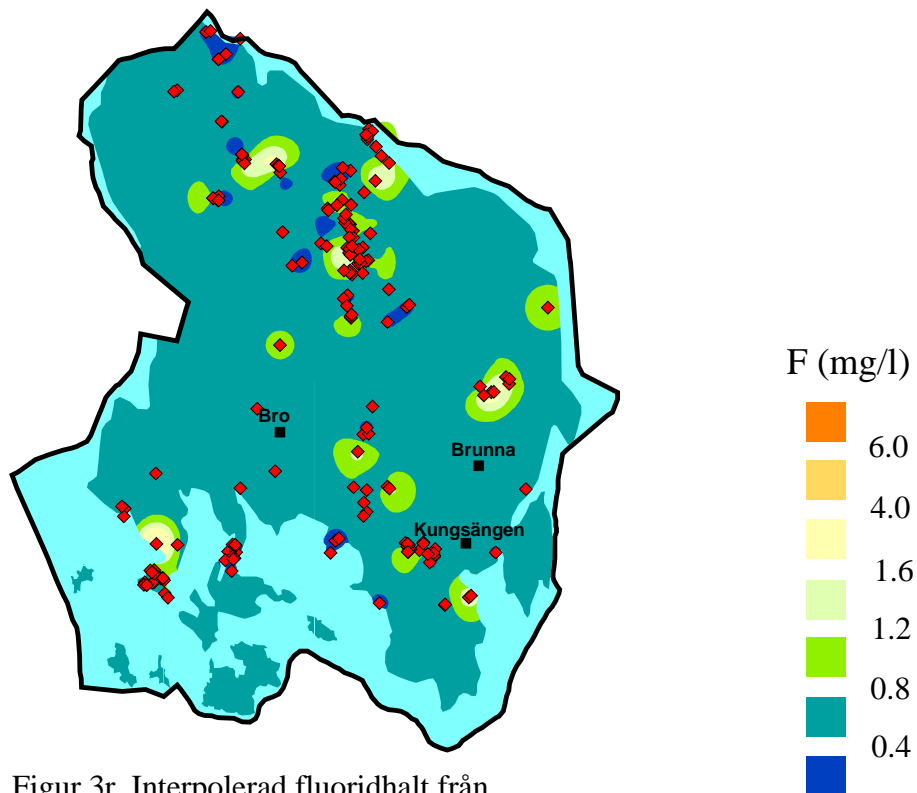 F (mg/l)
6.0
4.0
1.6
1.2
0.8
0.4
Bro
Brunna
Kungsängen
Figur 3r. Interpolerad fluoridhalt från